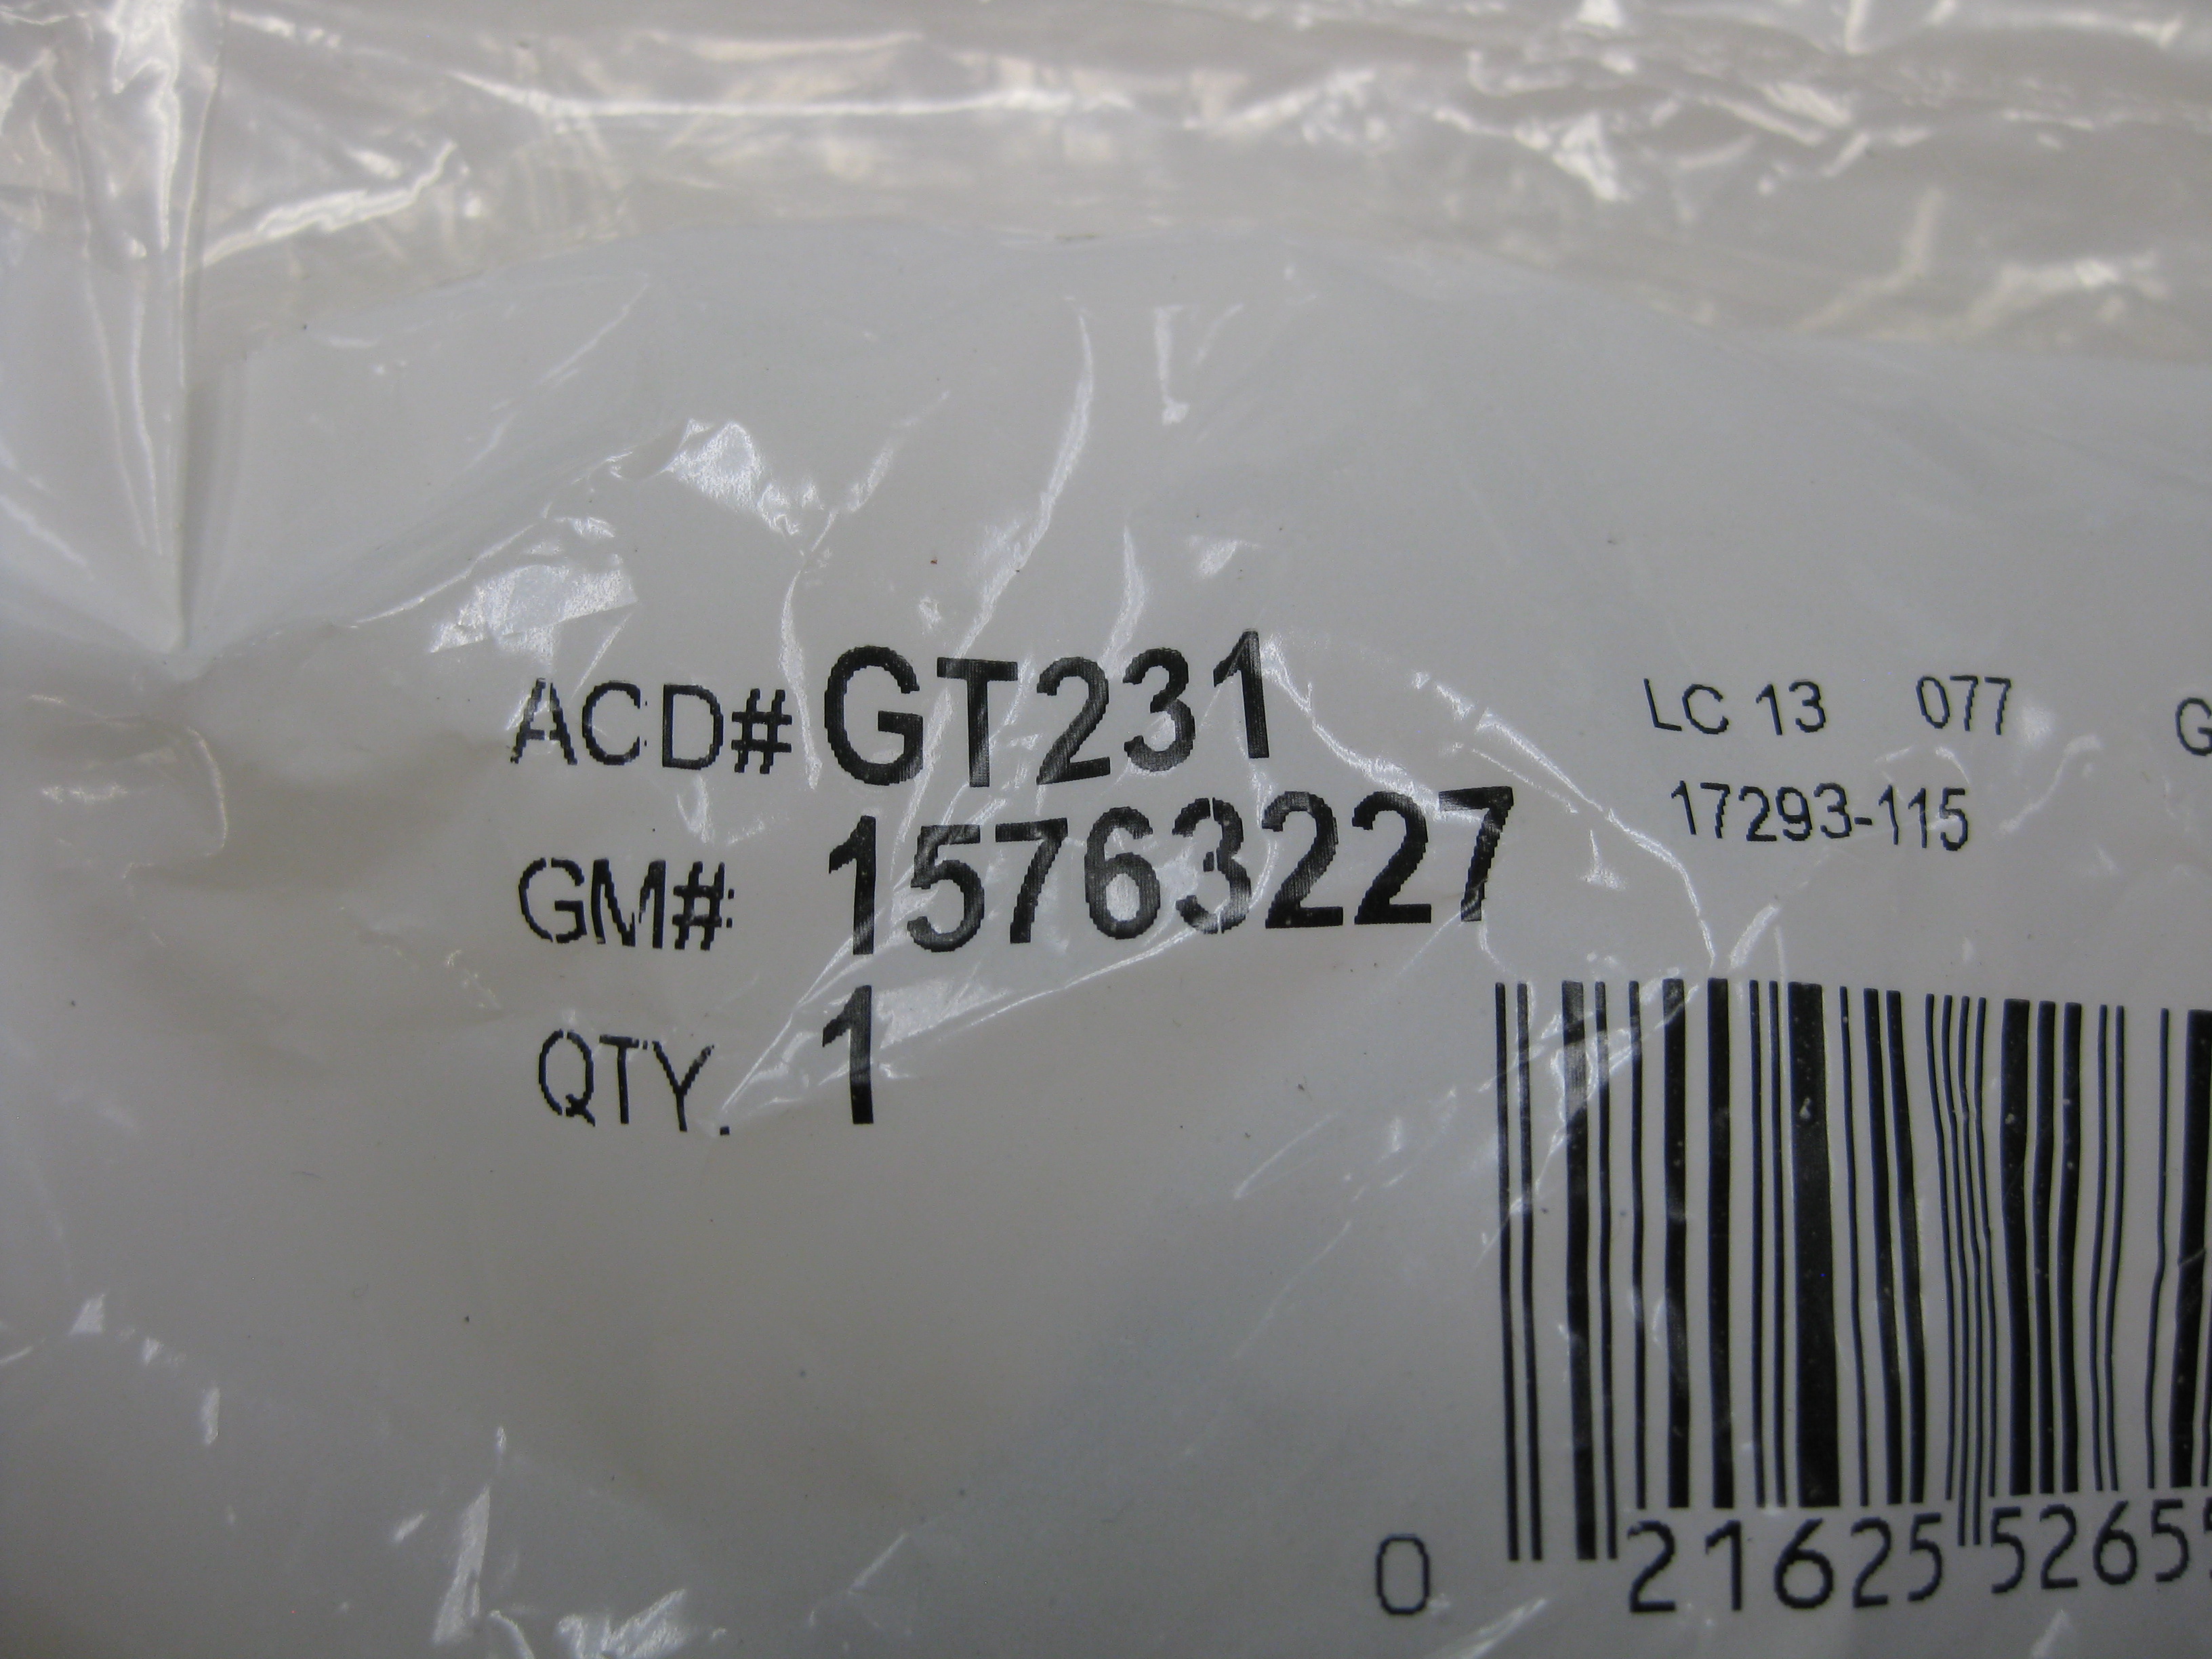 ACD# GT231
GM# 15763227
QTY. 1
LC 13 077 G
17293-115
0 21625 5265